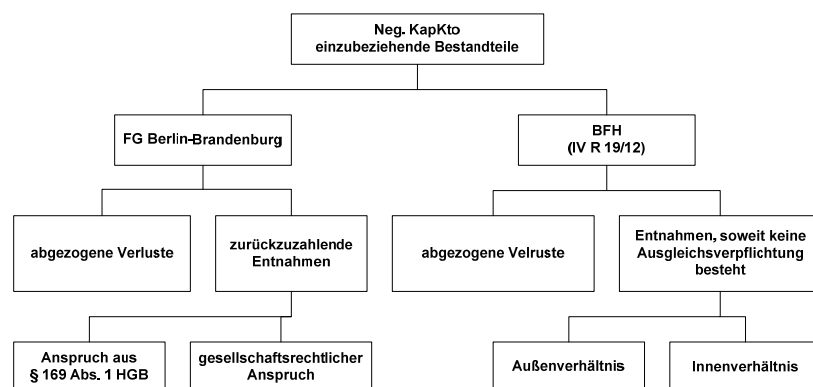 Neg. KapKto
einzubeziehende Bestandteile
FG Berlin-Brandenburg
BFH
(IV R 19/12)
abgezogene Verluste
zurückzuzahlende
Entnahmen
abgezogene Velruste
Entnahmen, soweit keine
Ausgleichsverpflichtung
besteht
Anspruch aus
§ 169 Abs. 1 HGB
gesellschaftsrechtlicher
Anspruch
Außenverhältnis
Innenverhältnis